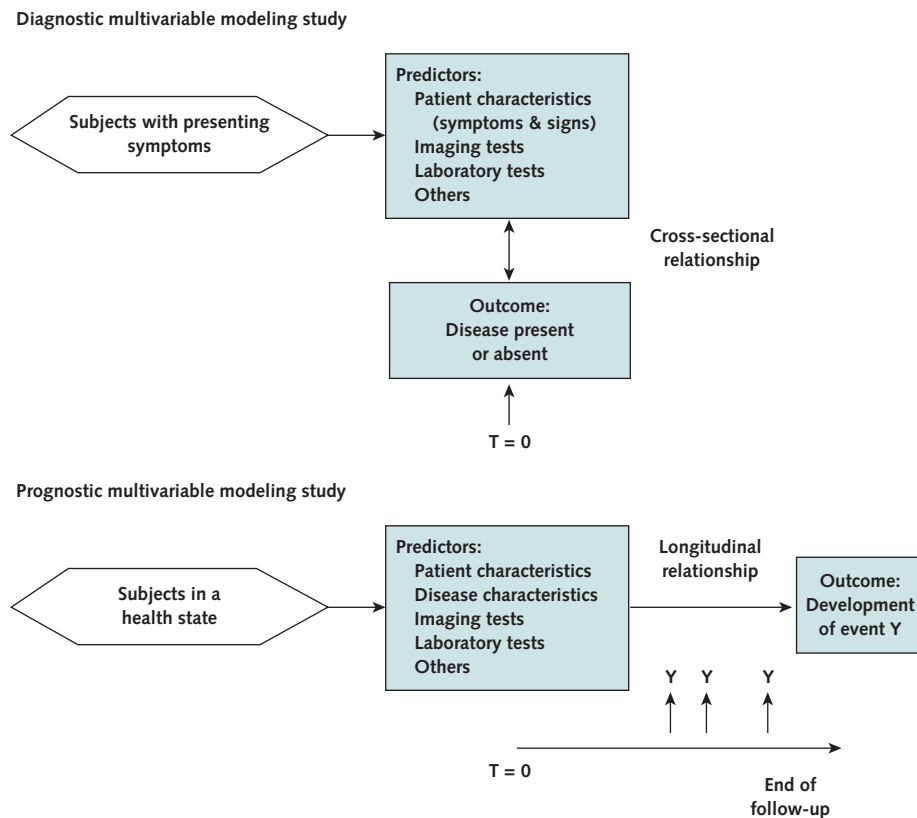 Diagnostic multivariable modeling study
Subjects with presenting
symptoms
Predictors:
Patient characteristics
(symptoms & signs)
Imaging tests
Laboratory tests
Others
Cross-sectional
relationship
Outcome:
Disease present
or absent
T = 0
Prognostic multivariable modeling study
Subjects in a
health state
Predictors:
Patient characteristics
Disease characteristics
Imaging tests
Laboratory tests
Others
Longitudinal
relationship
Outcome:
Development
of event Y
Y Y Y
T = 0
End of
follow-up